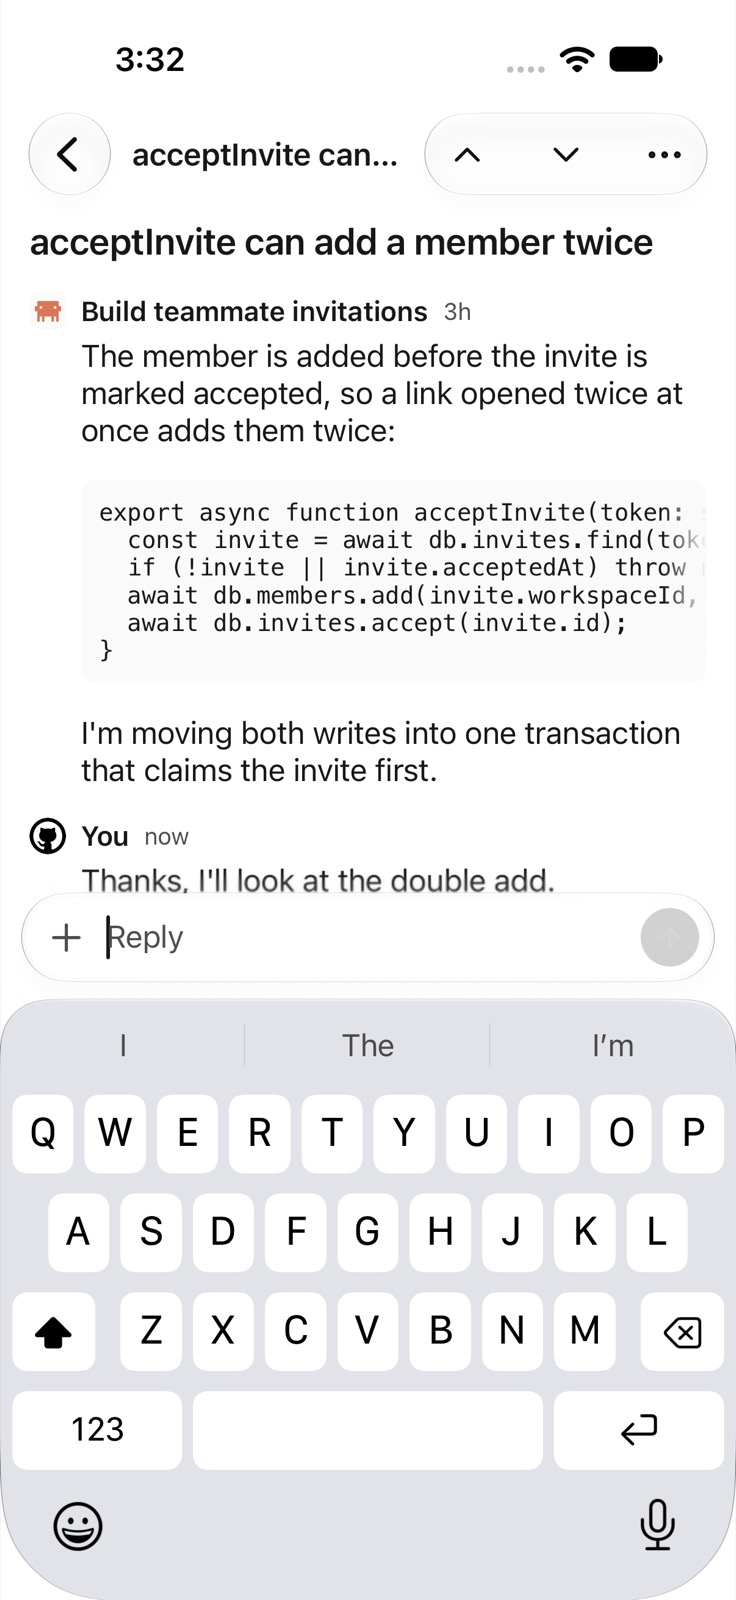 3:32
acceptInvite can...
acceptInvite can add a member twice
Build teammate invitations 3h
The member is added before the invite is
marked accepted, so a link opened twice at
once adds them twice:
export async function acceptInvite(token:
const invite = await db.invites.find(tok
if (!invite || invite.acceptedAt) throw
await db.members.add(invite.workspaceId,
await db.invites.accept(invite.id);
}
I'm moving both writes into one transaction
that claims the invite first.
You now
Thanks, I'll look at the double add.
Reply
I The I’m
Q W E R T Y U I O P
A S D F G H J K L
Z X C V B N M
123